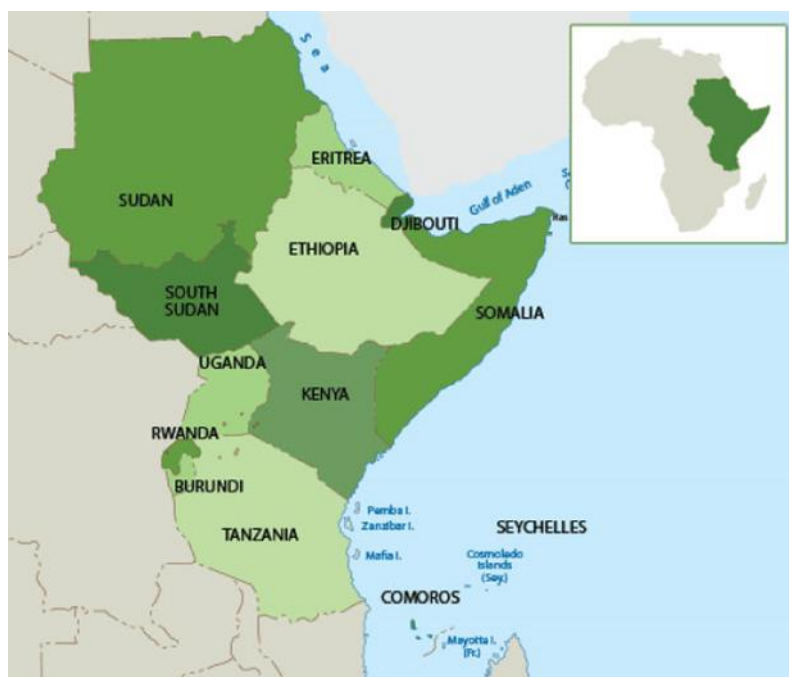 Sea
ERITREA
SUDAN
Gulf of Aden
DJIBOUTI
ETHIOPIA
SOUTH
SUDAN
SOMALIA
UGANDA
KENYA
RWANDA
BURUNDI
Pemba I.
Zanzibar I.
TANZANIA
SEYCHELLES
Mafia I.
Cosmoledo
Islands
(Sey.)
COMOROS
Mayotta I.
(Fr.)